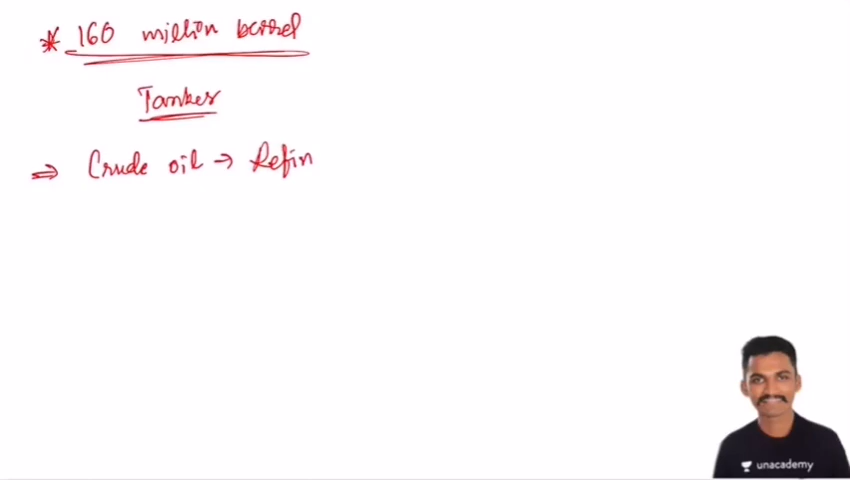 * 160 million barrel
Tanker
⇒ Crude oil → Refin
unacademy